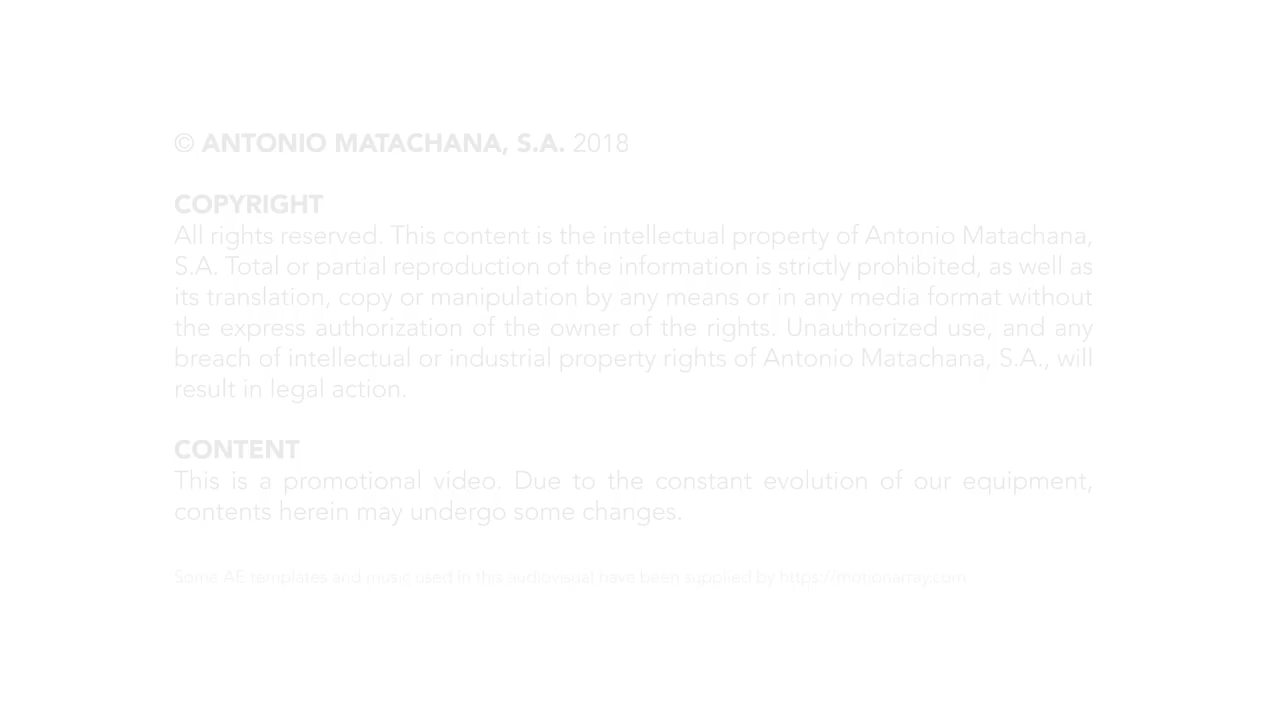 © ANTONIO MATACHANA, S.A. 2018
COPYRIGHT
All rights reserved. This content is the intellectual property of Antonio Matachana,
S.A. Total or partial reproduction of the information is strictly prohibited, as well as
its translation, copy or manipulation by any means or in any media format without
the express authorization of the owner of the rights. Unauthorized use, and any
breach of intellectual or industrial property rights of Antonio Matachana, S.A., will
result in legal action.
CONTENT
This is a promotional vídeo. Due to the constant evolution of our equipment,
contents herein may undergo some changes.
Some AE templates and music used in this audiovisual have been supplied by https://motionarray.com